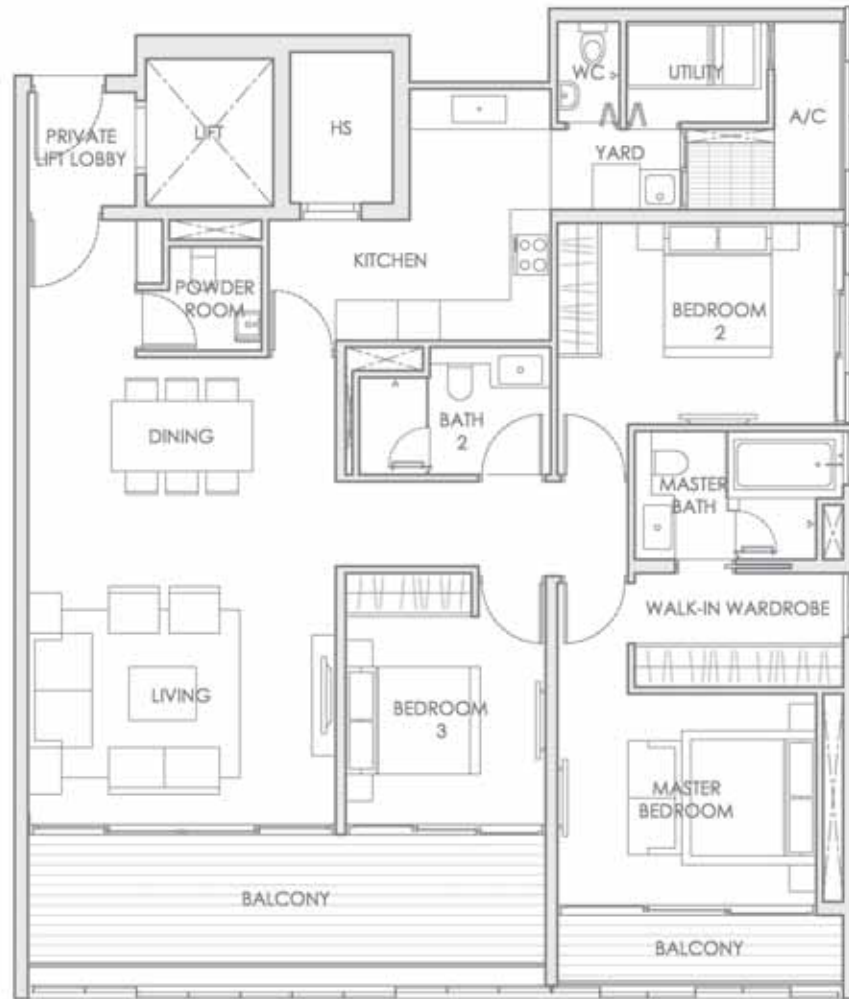 WC
UTILITY
A/C
PRIVATE
LIFT LOBBY
LIFT
HS
YARD
KITCHEN
POWDER
ROOM
BEDROOM
2
DINING
BATH
2
MASTER
BATH
WALK-IN WARDROBE
LIVING
BEDROOM
3
MASTER
BEDROOM
BALCONY
BALCONY